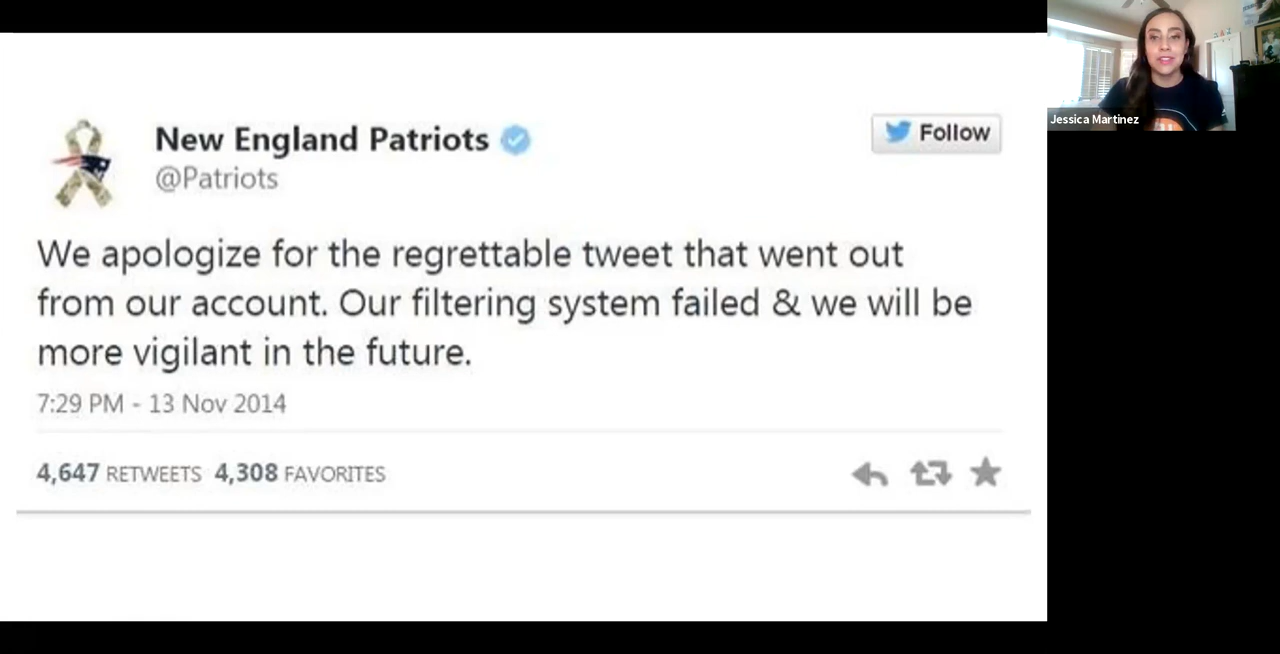 New England Patriots
@Patriots
Follow
We apologize for the regrettable tweet that went out
from our account. Our filtering system failed & we will be
more vigilant in the future.
7:29 PM - 13 Nov 2014
4,647 RETWEETS 4,308 FAVORITES
Jessica Martinez